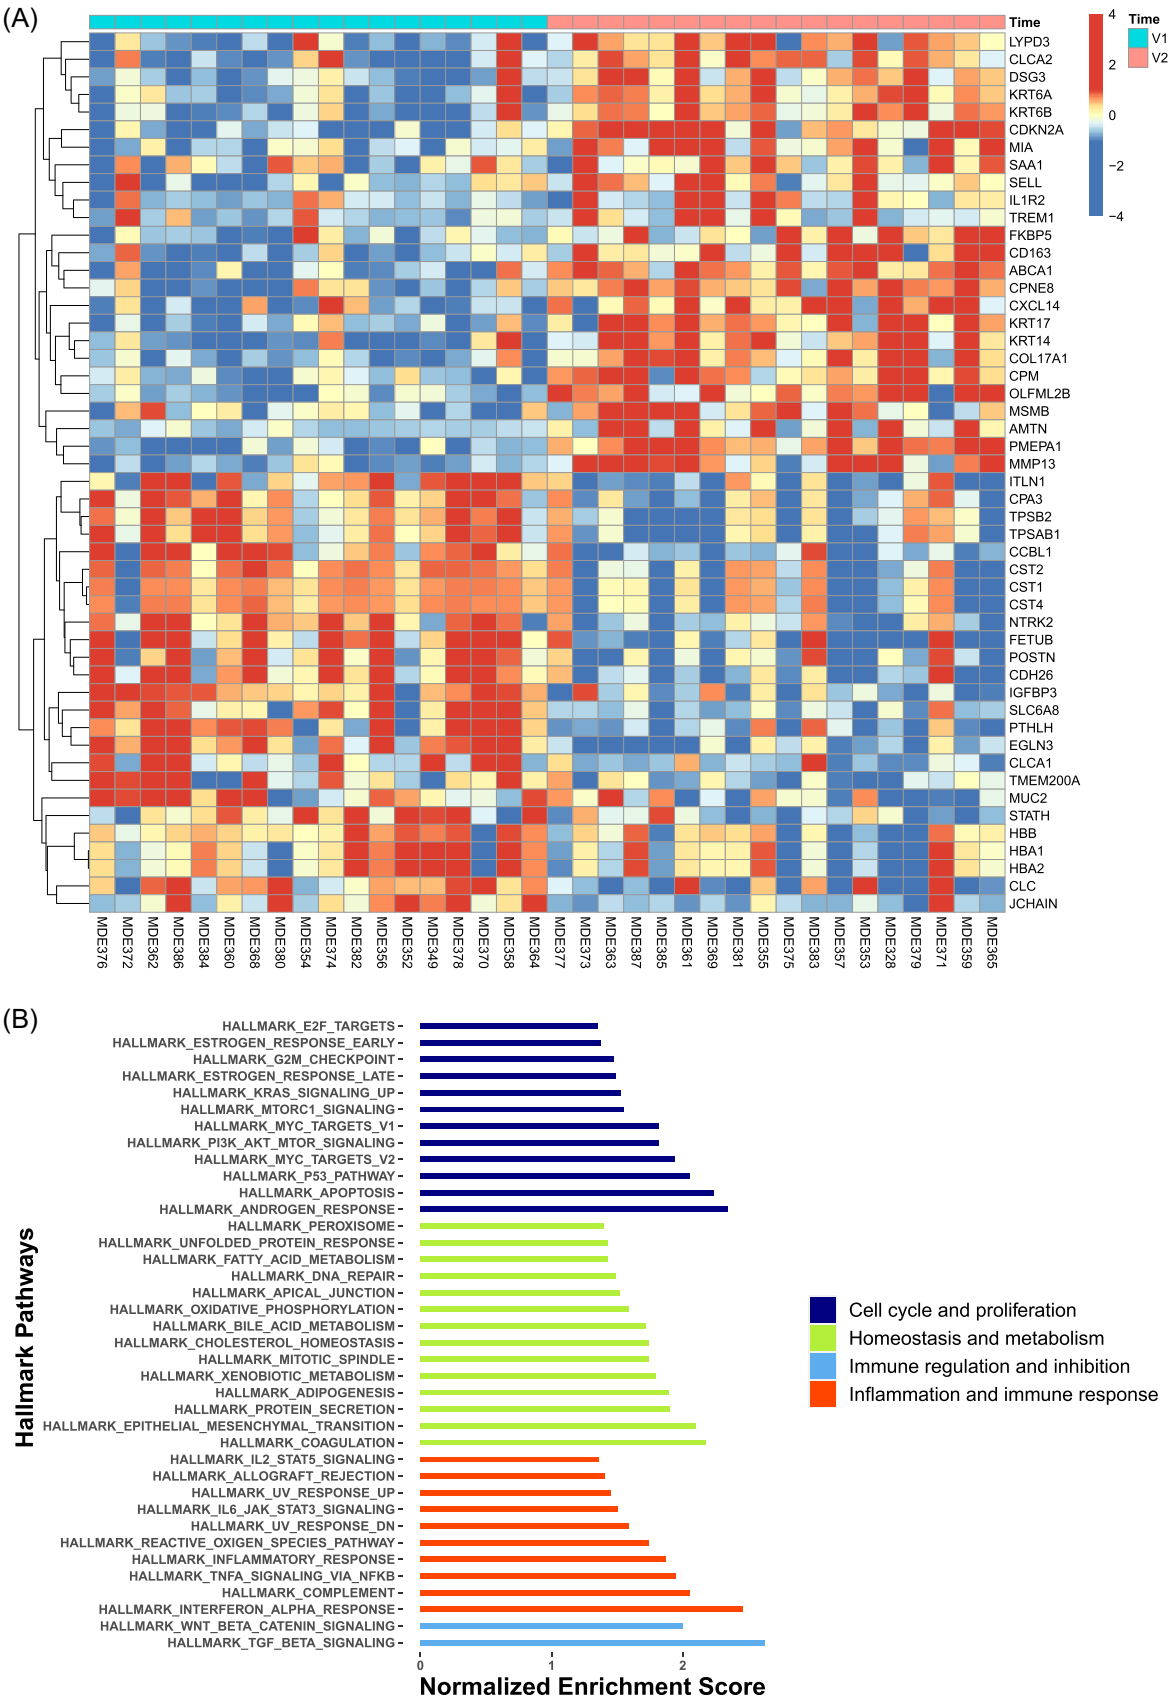 (A)
Time
LYPD3
CLCA2
DSG3
KRT6A
KRT6B
CDKN2A
MIA
SAA1
SELL
IL1R2
TREM1
FKBP5
CD163
ABCA1
CPNE8
CXCL14
KRT17
KRT14
COL17A1
CPM
OLFML2B
MSMB
AMTN
PMEPA1
MMP13
ITLN1
CPA3
TPSB2
TPSAB1
CCBL1
CST2
CST1
CST4
NTRK2
FETUB
POSTN
CDH26
IGFBP3
SLC6A8
PTHLH
EGLN3
CLCA1
TMEM200A
MUC2
STATH
HBB
HBA1
HBA2
CLC
JCHAIN
4
2
0
−2
−4
Time
V1
V2
MDE376
MDE372
MDE362
MDE386
MDE384
MDE360
MDE368
MDE380
MDE354
MDE374
MDE382
MDE356
MDE352
MDE349
MDE378
MDE370
MDE358
MDE364
MDE377
MDE373
MDE363
MDE387
MDE385
MDE361
MDE369
MDE381
MDE355
MDE375
MDE383
MDE357
MDE353
MDE328
MDE379
MDE371
MDE359
MDE365
(B)
Hallmark Pathways
HALLMARK_E2F_TARGETS
HALLMARK_ESTROGEN_RESPONSE_EARLY
HALLMARK_G2M_CHECKPOINT
HALLMARK_ESTROGEN_RESPONSE_LATE
HALLMARK_KRAS_SIGNALING_UP
HALLMARK_MTORC1_SIGNALING
HALLMARK_MYC_TARGETS_V1
HALLMARK_PI3K_AKT_MTOR_SIGNALING
HALLMARK_MYC_TARGETS_V2
HALLMARK_P53_PATHWAY
HALLMARK_APOPTOSIS
HALLMARK_ANDROGEN_RESPONSE
HALLMARK_PEROXISOME
HALLMARK_UNFOLDED_PROTEIN_RESPONSE
HALLMARK_FATTY_ACID_METABOLISM
HALLMARK_DNA_REPAIR
HALLMARK_APICAL_JUNCTION
HALLMARK_OXIDATIVE_PHOSPHORYLATION
HALLMARK_BILE_ACID_METABOLISM
HALLMARK_CHOLESTEROL_HOMEOSTASIS
HALLMARK_MITOTIC_SPINDLE
HALLMARK_XENOBIOTIC_METABOLISM
HALLMARK_ADIPOGENESIS
HALLMARK_PROTEIN_SECRETION
HALLMARK_EPITHELIAL_MESENCHYMAL_TRANSITION
HALLMARK_COAGULATION
HALLMARK_IL2_STAT5_SIGNALING
HALLMARK_ALLOGRAFT_REJECTION
HALLMARK_UV_RESPONSE_UP
HALLMARK_IL6_JAK_STAT3_SIGNALING
HALLMARK_UV_RESPONSE_DN
HALLMARK_REACTIVE_OXIGEN_SPECIES_PATHWAY
HALLMARK_INFLAMMATORY_RESPONSE
HALLMARK_TNFA_SIGNALING_VIA_NFKB
HALLMARK_COMPLEMENT
HALLMARK_INTERFERON_ALPHA_RESPONSE
HALLMARK_WNT_BETA_CATENIN_SIGNALING
HALLMARK_TGF_BETA_SIGNALING
0
1
2
Normalized Enrichment Score
Cell cycle and proliferation
Homeostasis and metabolism
Immune regulation and inhibition
Inflammation and immune response